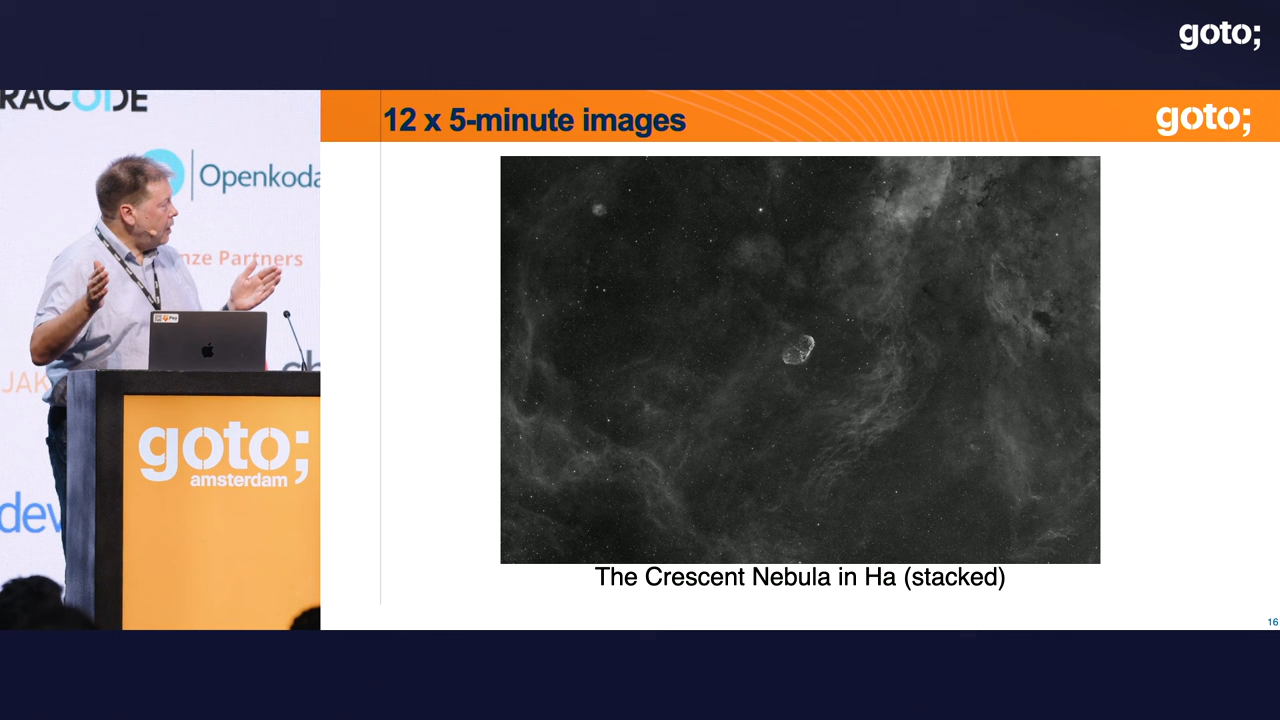 goto;
RACODE
Openkoda
nze Partners
JAK
goto;
amsterdam
dev
12 x 5-minute images
goto;
The Crescent Nebula in Ha (stacked)
16